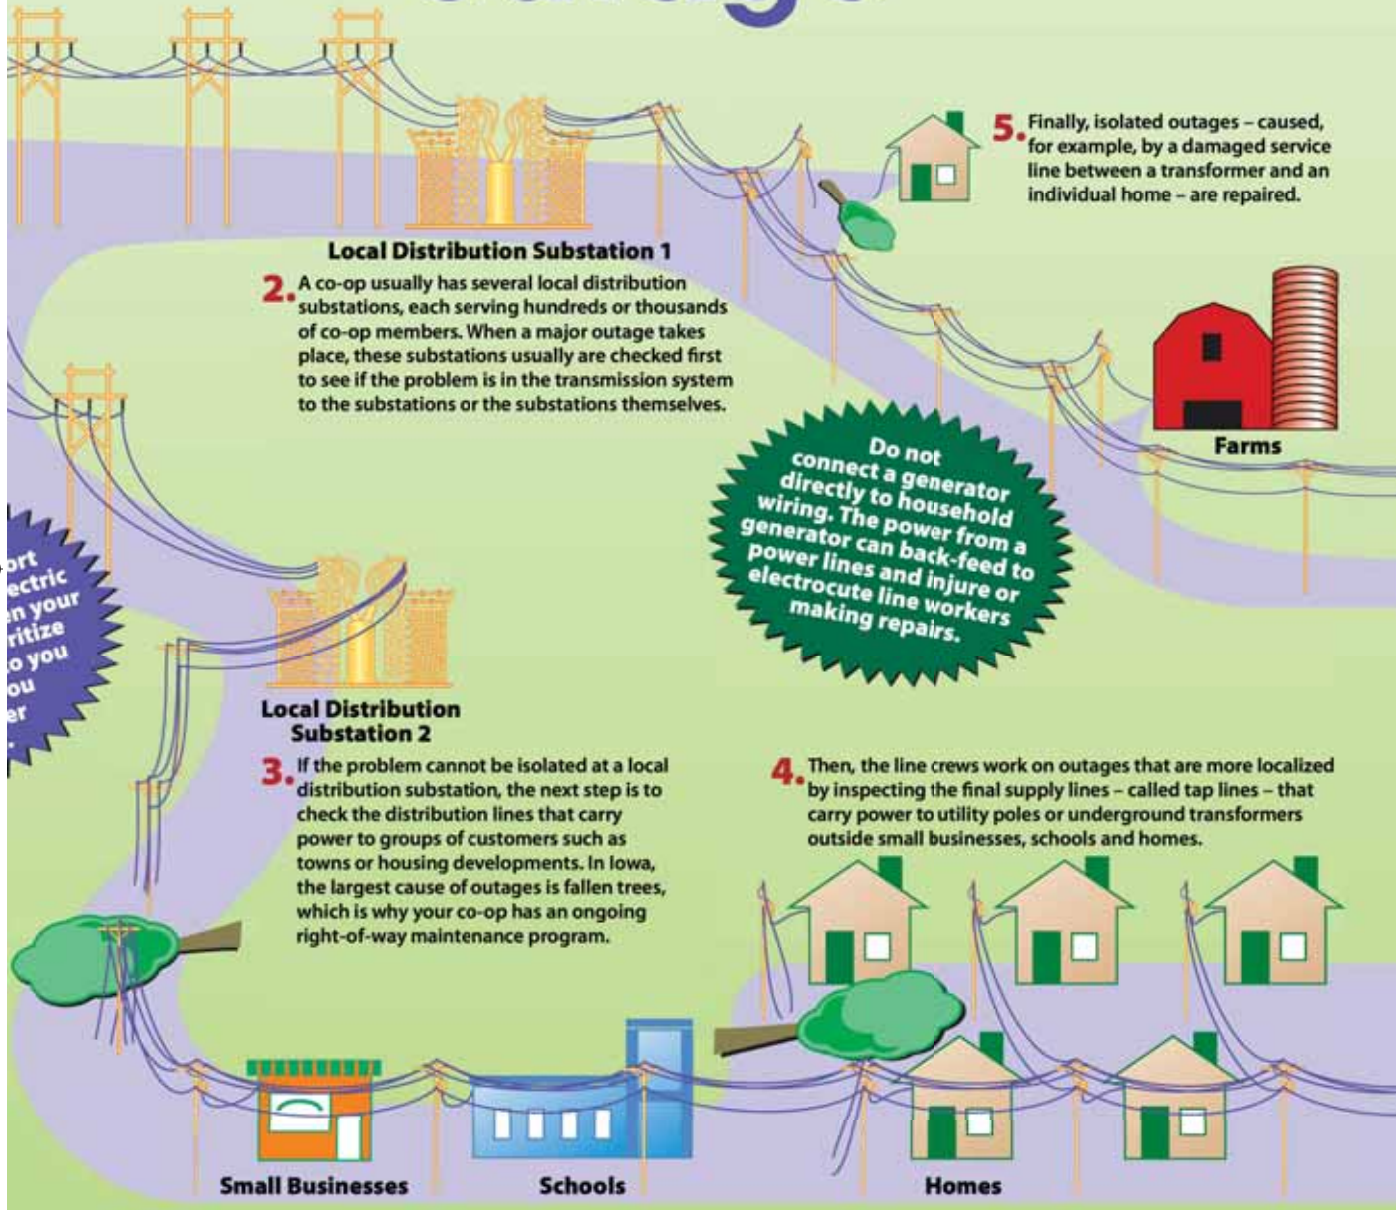 Local Distribution Substation 1
2. A co-op usually has several local distribution
substations, each serving hundreds or thousands
of co-op members. When a major outage takes
place, these substations usually are checked first
to see if the problem is in the transmission system
to the substations or the substations themselves.
5. Finally, isolated outages – caused,
for example, by a damaged service
line between a transformer and an
individual home – are repaired.
Farms
Do not
connect a generator
directly to household
wiring. The power from a
generator can back-feed to
power lines and injure or
electrocute line workers
making repairs.
your
to you
Local Distribution
Substation 2
3. If the problem cannot be isolated at a local
distribution substation, the next step is to
check the distribution lines that carry
power to groups of customers such as
towns or housing developments. In Iowa,
the largest cause of outages is fallen trees,
which is why your co-op has an ongoing
right-of-way maintenance program.
4. Then, the line crews work on outages that are more localized
by inspecting the final supply lines – called tap lines – that
carry power to utility poles or underground transformers
outside small businesses, schools and homes.
Small Businesses
Schools
Homes